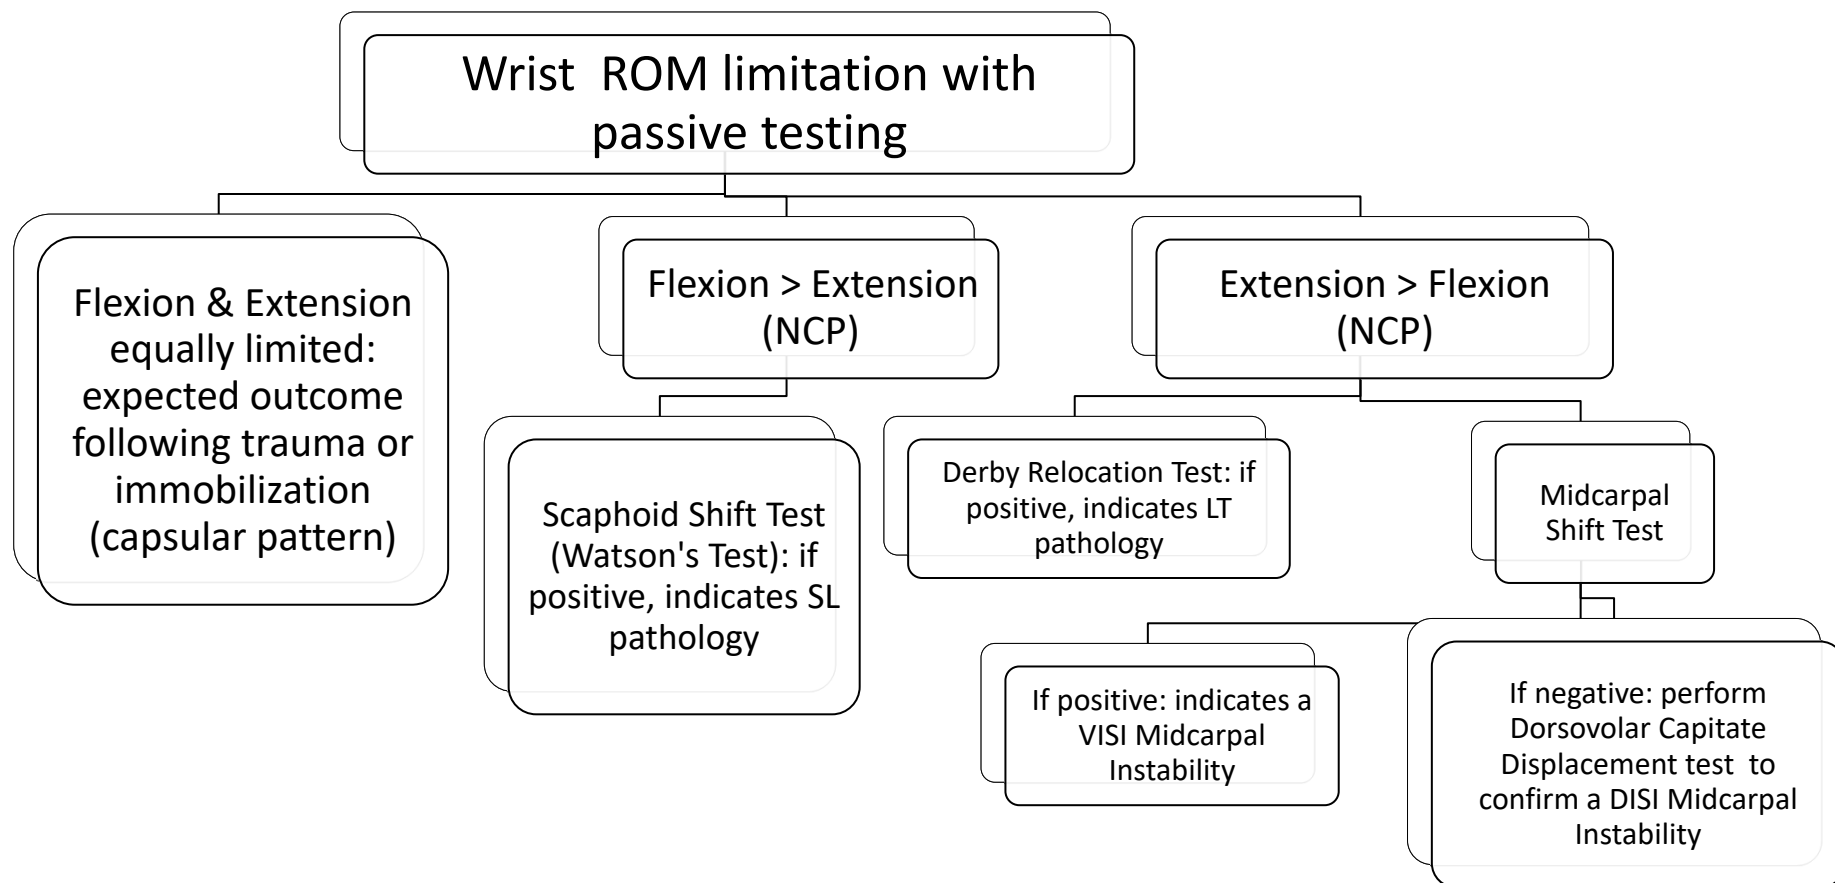 Wrist  ROM limitation with
passive testing
Flexion & Extension
equally limited:
expected outcome
following trauma or
immobilization
(capsular pattern)
Flexion > Extension
(NCP)
Scaphoid Shift Test
(Watson's Test): if
positive, indicates SL
pathology
Extension > Flexion
(NCP)
Derby Relocation Test: if
positive, indicates LT
pathology
Midcarpal
Shift Test
If positive: indicates a
VISI Midcarpal
Instability
If negative: perform
Dorsovolar Capitate
Displacement test  to
confirm a DISI Midcarpal
Instability